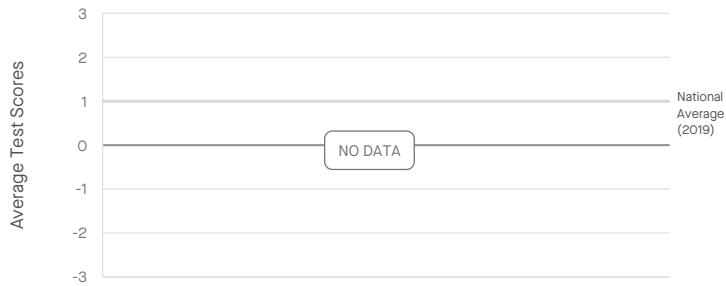 Average Test Scores
3
2
1
0
-1
-2
-3
NO DATA
National
Average
(2019)